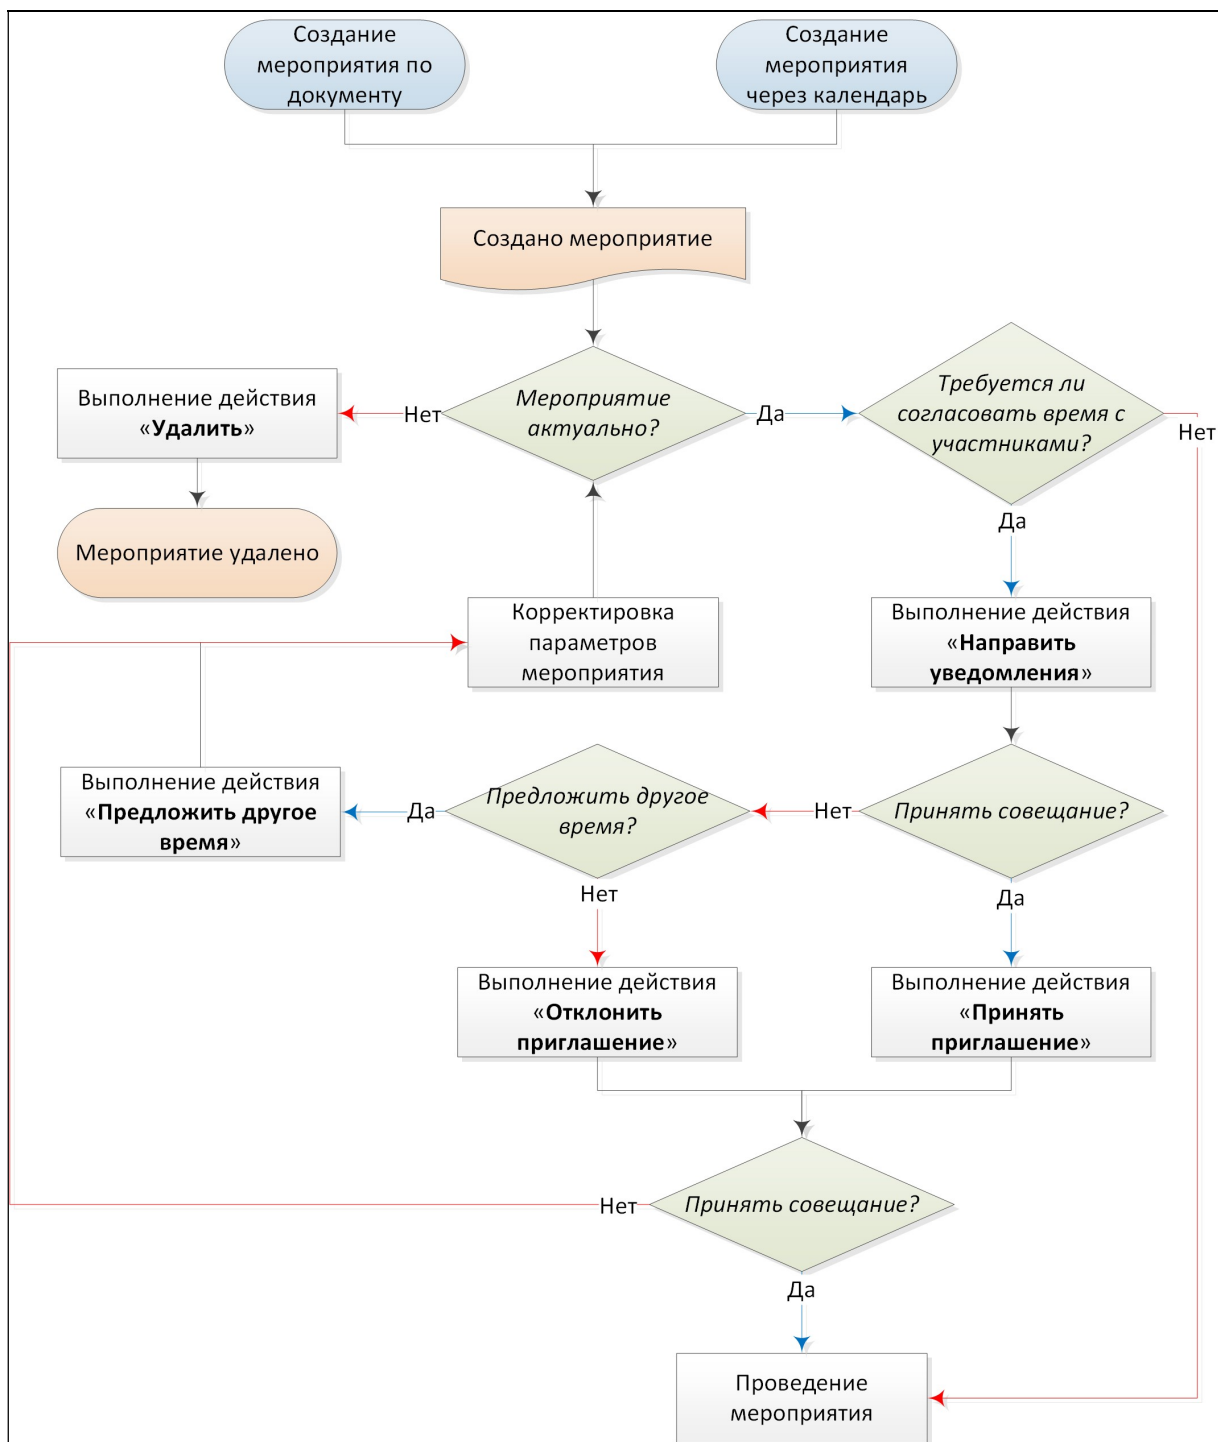 Создание
мероприятия по
документу
Создание
мероприятия
через календарь
Создано мероприятие
Выполнение действия
«Удалить»
Нет
Мероприятие
актуально?
Да
Требуется ли
согласовать время с
участниками?
Нет
Да
Мероприятие удалено
Корректировка
параметров
мероприятия
Выполнение действия
«Направить
уведомления»
Выполнение действия
«Предложить другое
время»
Да
Предложить другое
время?
Нет
Принять совещание?
Нет
Да
Выполнение действия
«Отклонить
приглашение»
Выполнение действия
«Принять
приглашение»
Нет
Принять совещание?
Да
Проведение
мероприятия